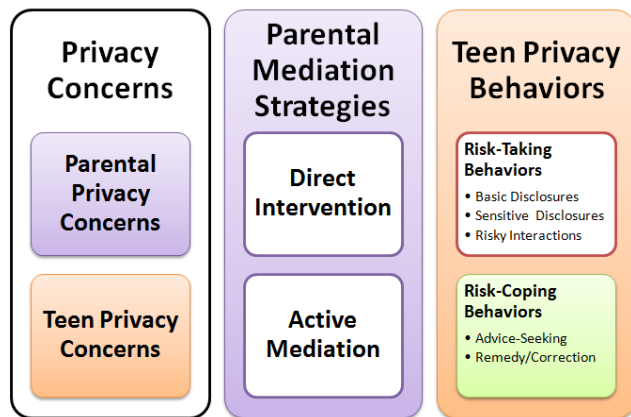 Privacy
Concerns
Parental
Privacy
Concerns
Teen Privacy
Concerns
Parental
Mediation
Strategies
Direct
Intervention
Active
Mediation
Teen Privacy
Behaviors
Risk-Taking
Behaviors
• Basic Disclosures
• Sensitive Disclosures
• Risky Interactions
Risk-Coping
Behaviors
• Advice-Seeking
• Remedy/Correction